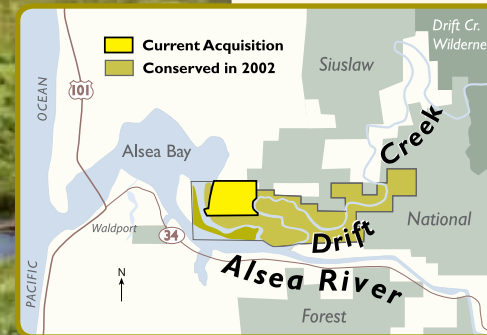 Drift Cr.
Wilderne
Current Acquisition
Conserved in 2002
Siuslaw
OCEAN
101
Creek
Alsea Bay
Waldport
34
National
Drift
Alsea River
PACIFIC
N
Forest